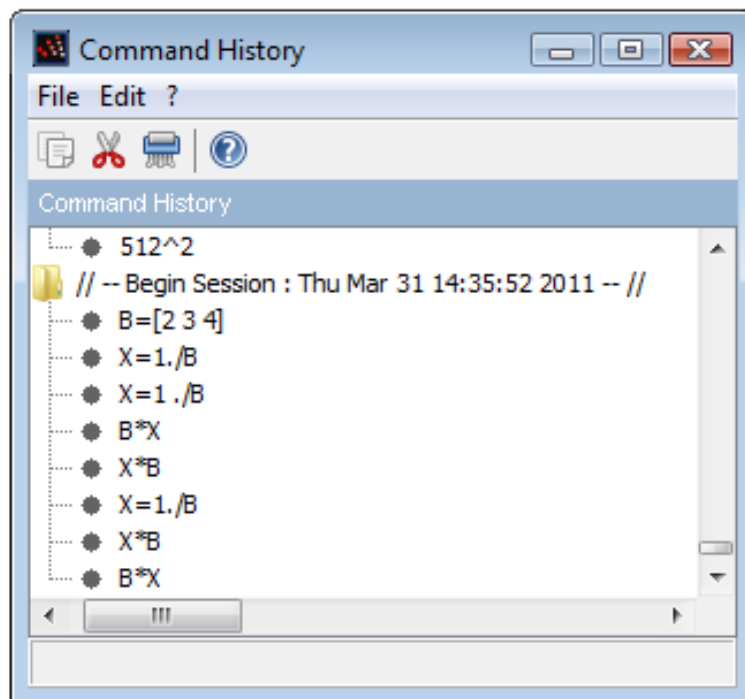 Command History
File Edit ?
Command History
512^2
// -- Begin Session : Thu Mar 31 14:35:52 2011 -- //
B=[2 3 4]
X=1./B
X=1 ./B
B*X
X*B
X=1./B
X*B
B*X